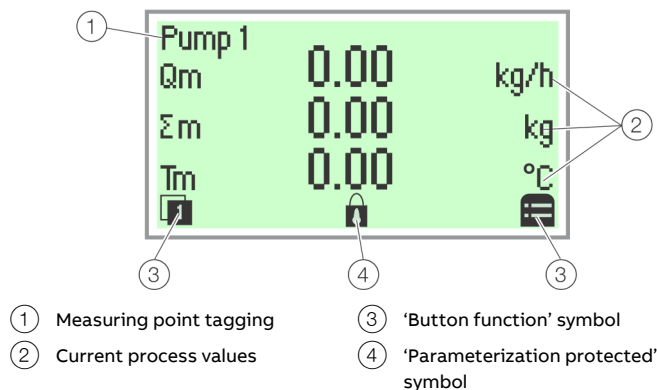 1
Pump 1
Qm 0.00 kg/h
Σm 0.00 kg
2
Tm 0.00 °C
1
3 4 3
1 Measuring point tagging
2 Current process values
3 ‘Button function’ symbol
4 ‘Parameterization protected’
symbol